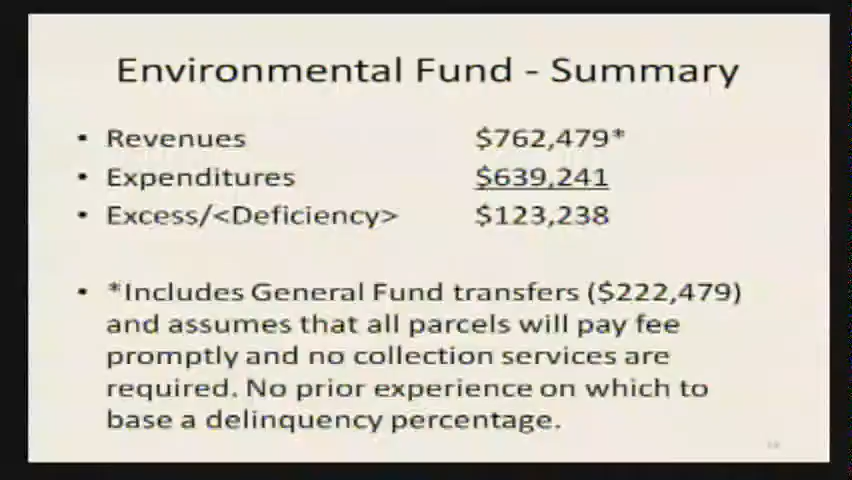 Environmental Fund - Summary
• Revenues $762,479*
• Expenditures $639,241
• Excess/<Deficiency> $123,238
• *Includes General Fund transfers ($222,479)
and assumes that all parcels will pay fee
promptly and no collection services are
required. No prior experience on which to
base a delinquency percentage.